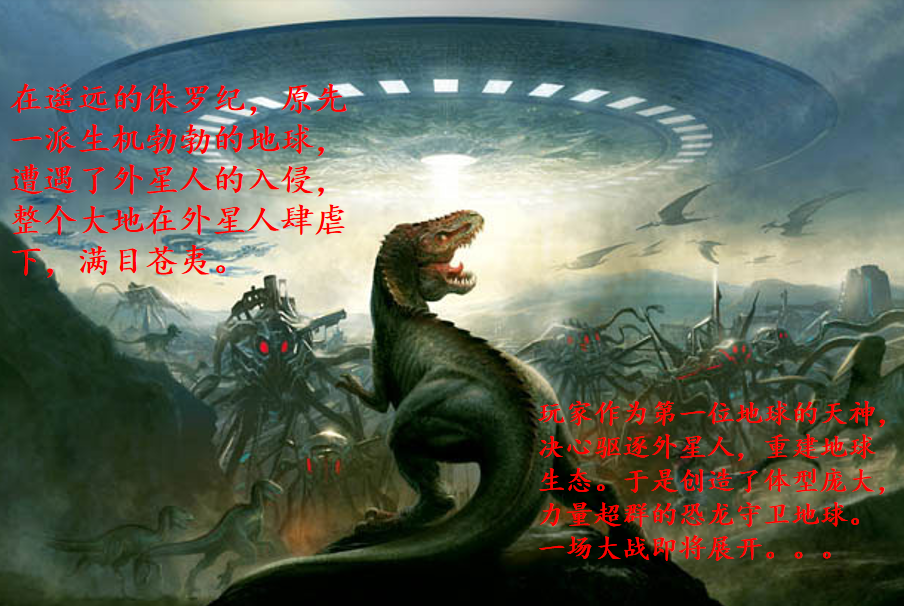 在遥远的侏罗纪，原先
一派生机勃勃的地球，
遭遇了外星人的入侵，
整个大地在外星人肆虐
下，满目苍夷。
玩家作为第一位地球的天神，
决心驱逐外星人，重建地球
生态。于是创造了体型庞大，
力量超群的恐龙守卫地球。
一场大战即将展开。。。